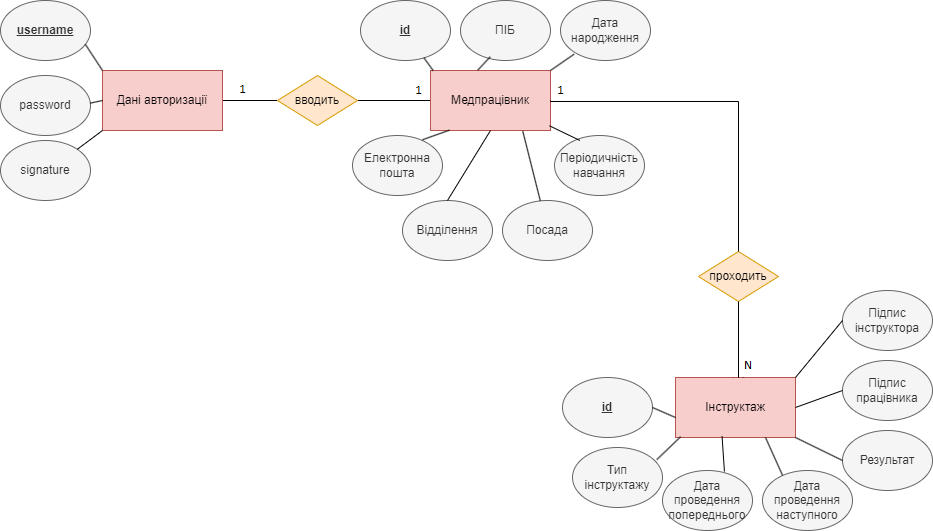 username
id
ПІБ
Дата
народження
password
Дані авторизації
1
вводить
1
Медпрацівник
1
signature
Електронна
пошта
Періодичність
навчання
Відділення
Посада
проходить
Підпис
інструктора
N
Підпис
працівника
id
Інструктаж
Результат
Тип
інструктажу
Дата
проведення
попереднього
Дата
проведення
наступного